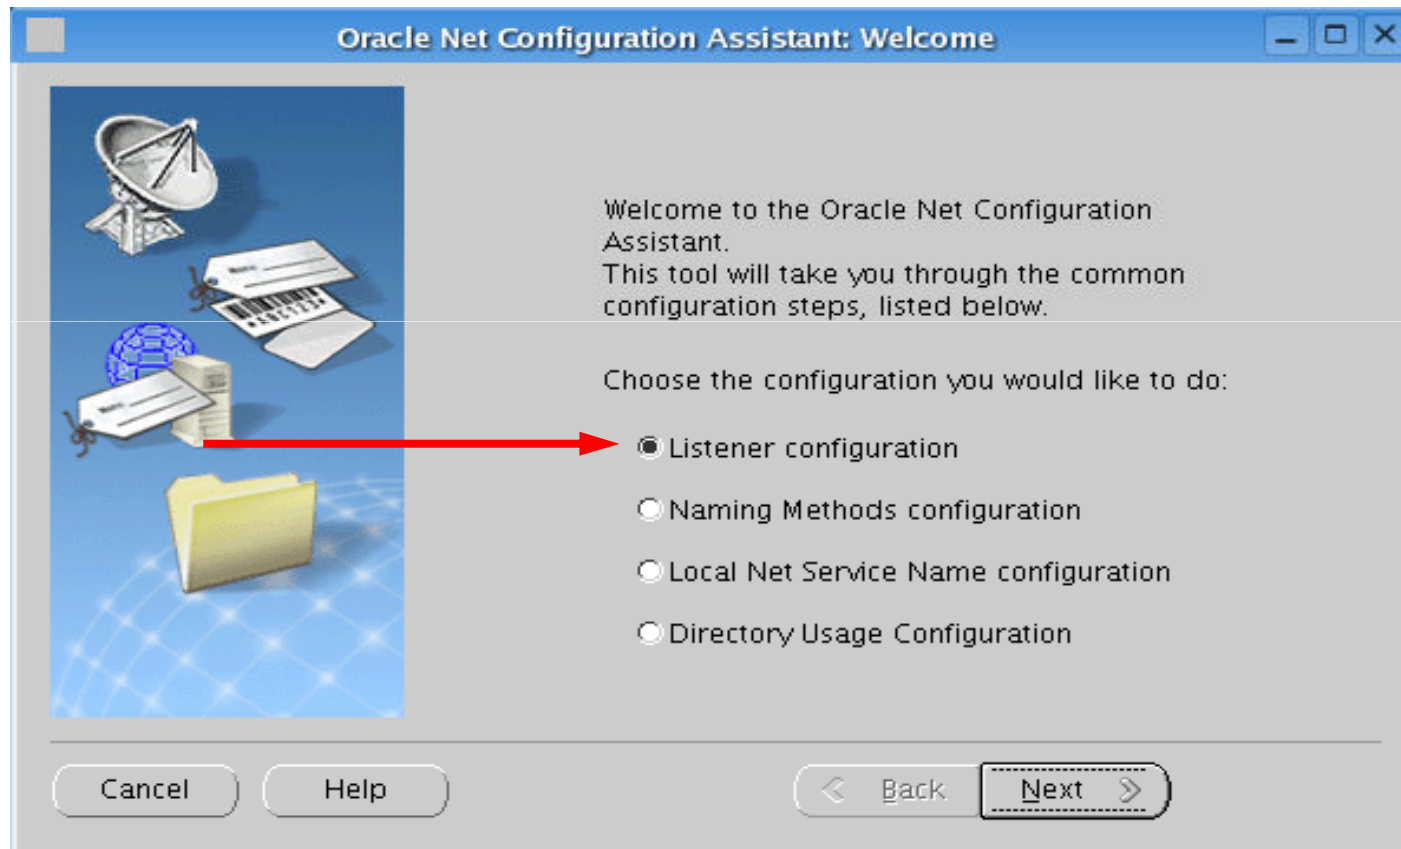 Oracle Net Configuration Assistant: Welcome
Welcome to the Oracle Net Configuration
Assistant.
This tool will take you through the common
configuration steps, listed below.
Choose the configuration you would like to do:
Listener configuration
Naming Methods configuration
Local Net Service Name configuration
Directory Usage Configuration
Cancel
Help
Back
Next